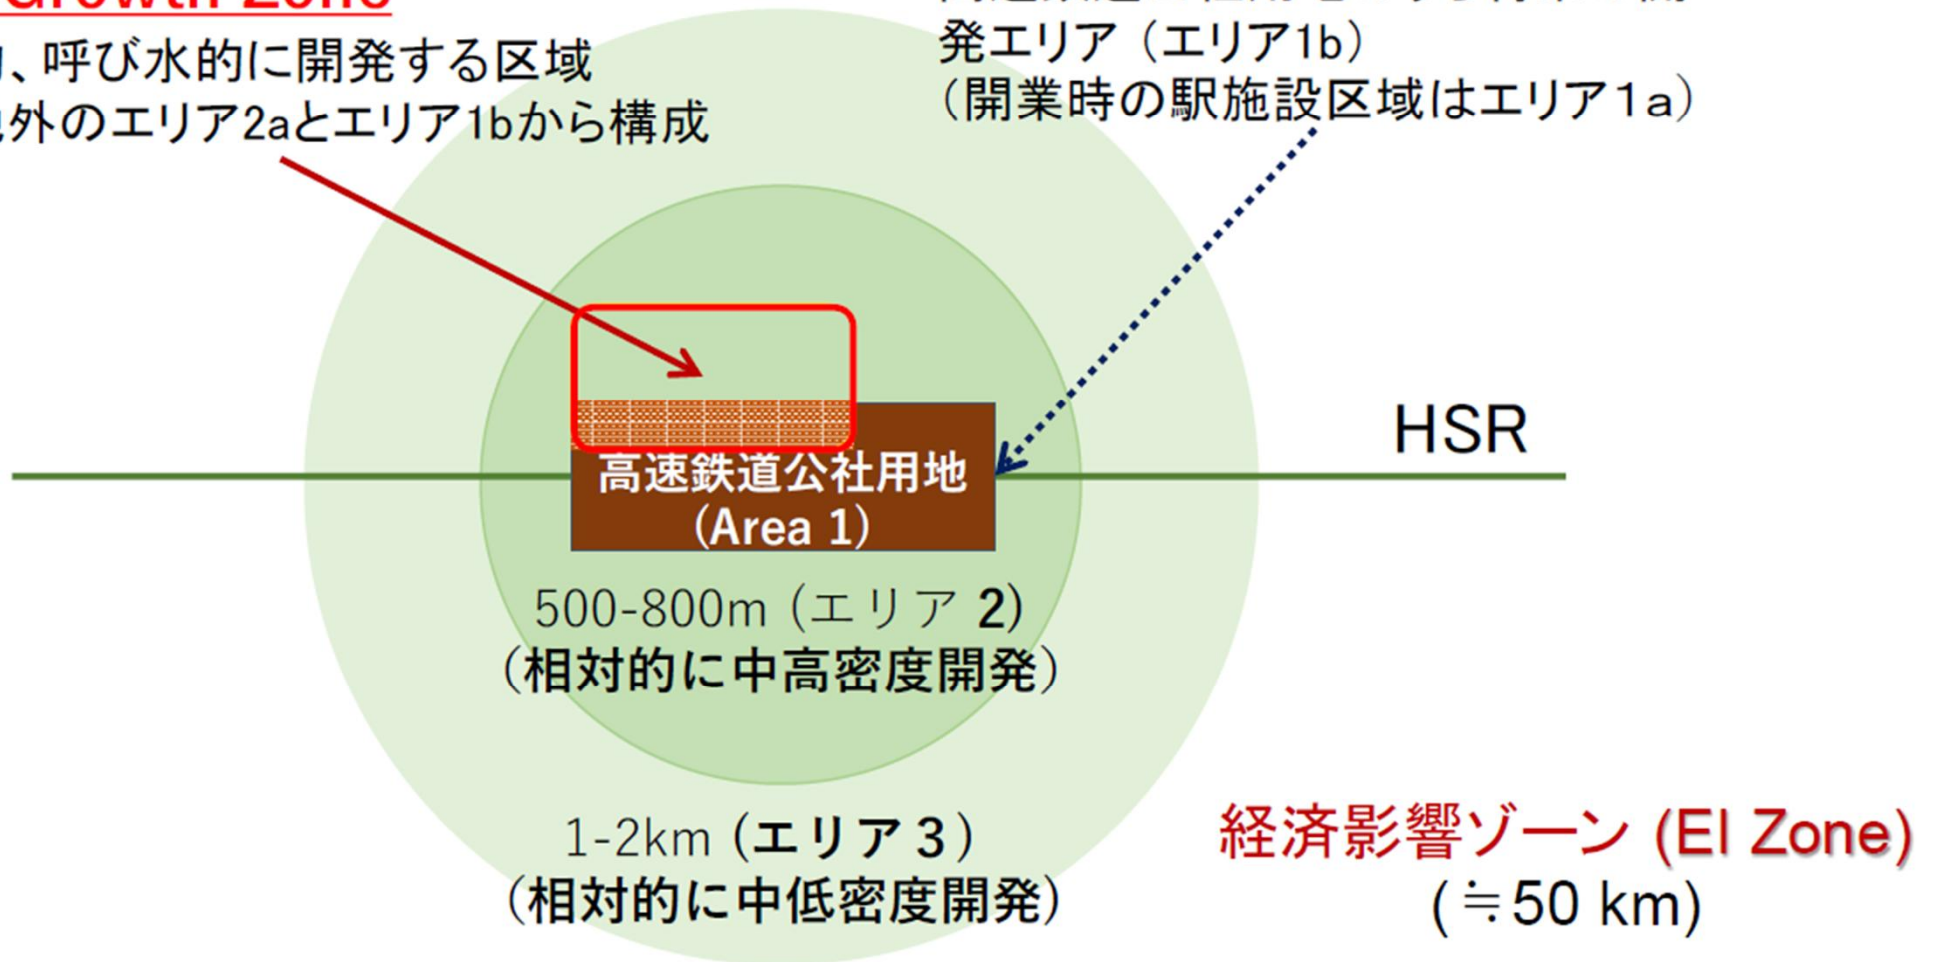 Growth Zone
、呼び水的に開発する区域
外のエリア2aとエリア1bから構成
発エリア（エリア1b）
（開業時の駅施設区域はエリア１a）
HSR
高速鉄道公社用地
(Area 1)
500-800m (エリア 2)
（相対的に中高密度開発）
1-2km (エリア３)
（相対的に中低密度開発）
経済影響ゾーン (EI Zone)
(≒50 km)